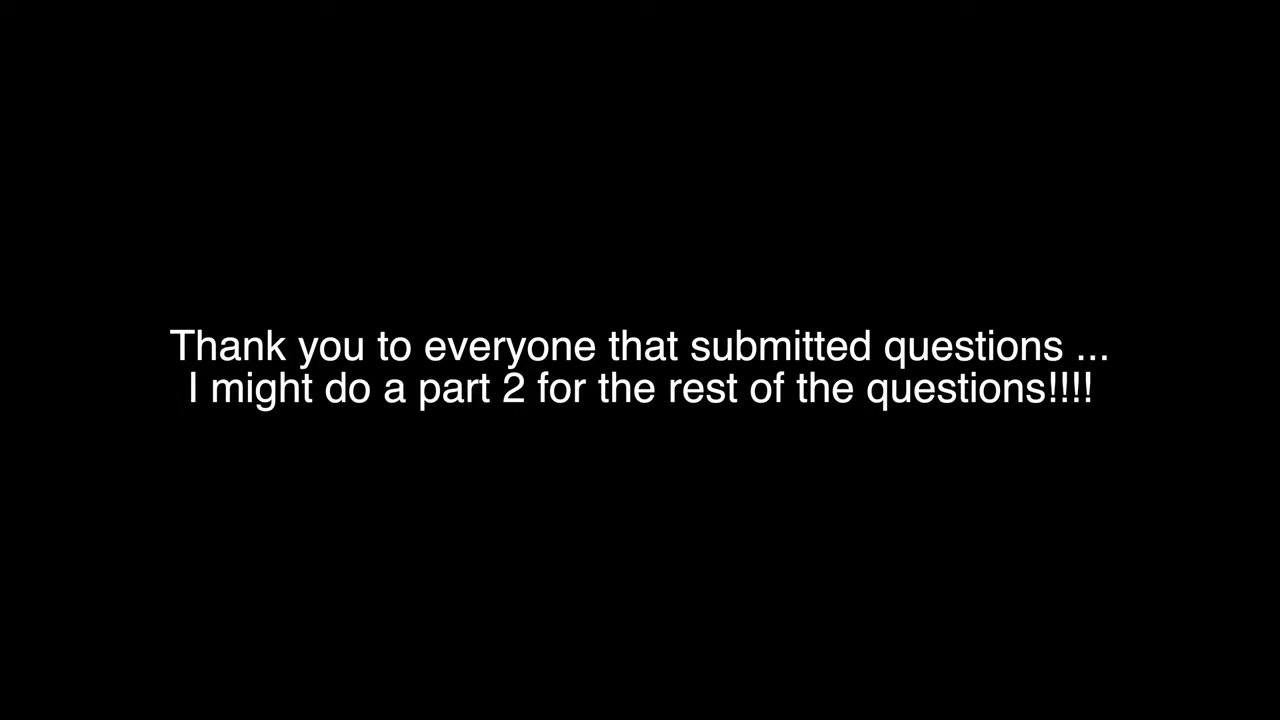 Thank you to everyone that submitted questions ...
I might do a part 2 for the rest of the questions!!!!